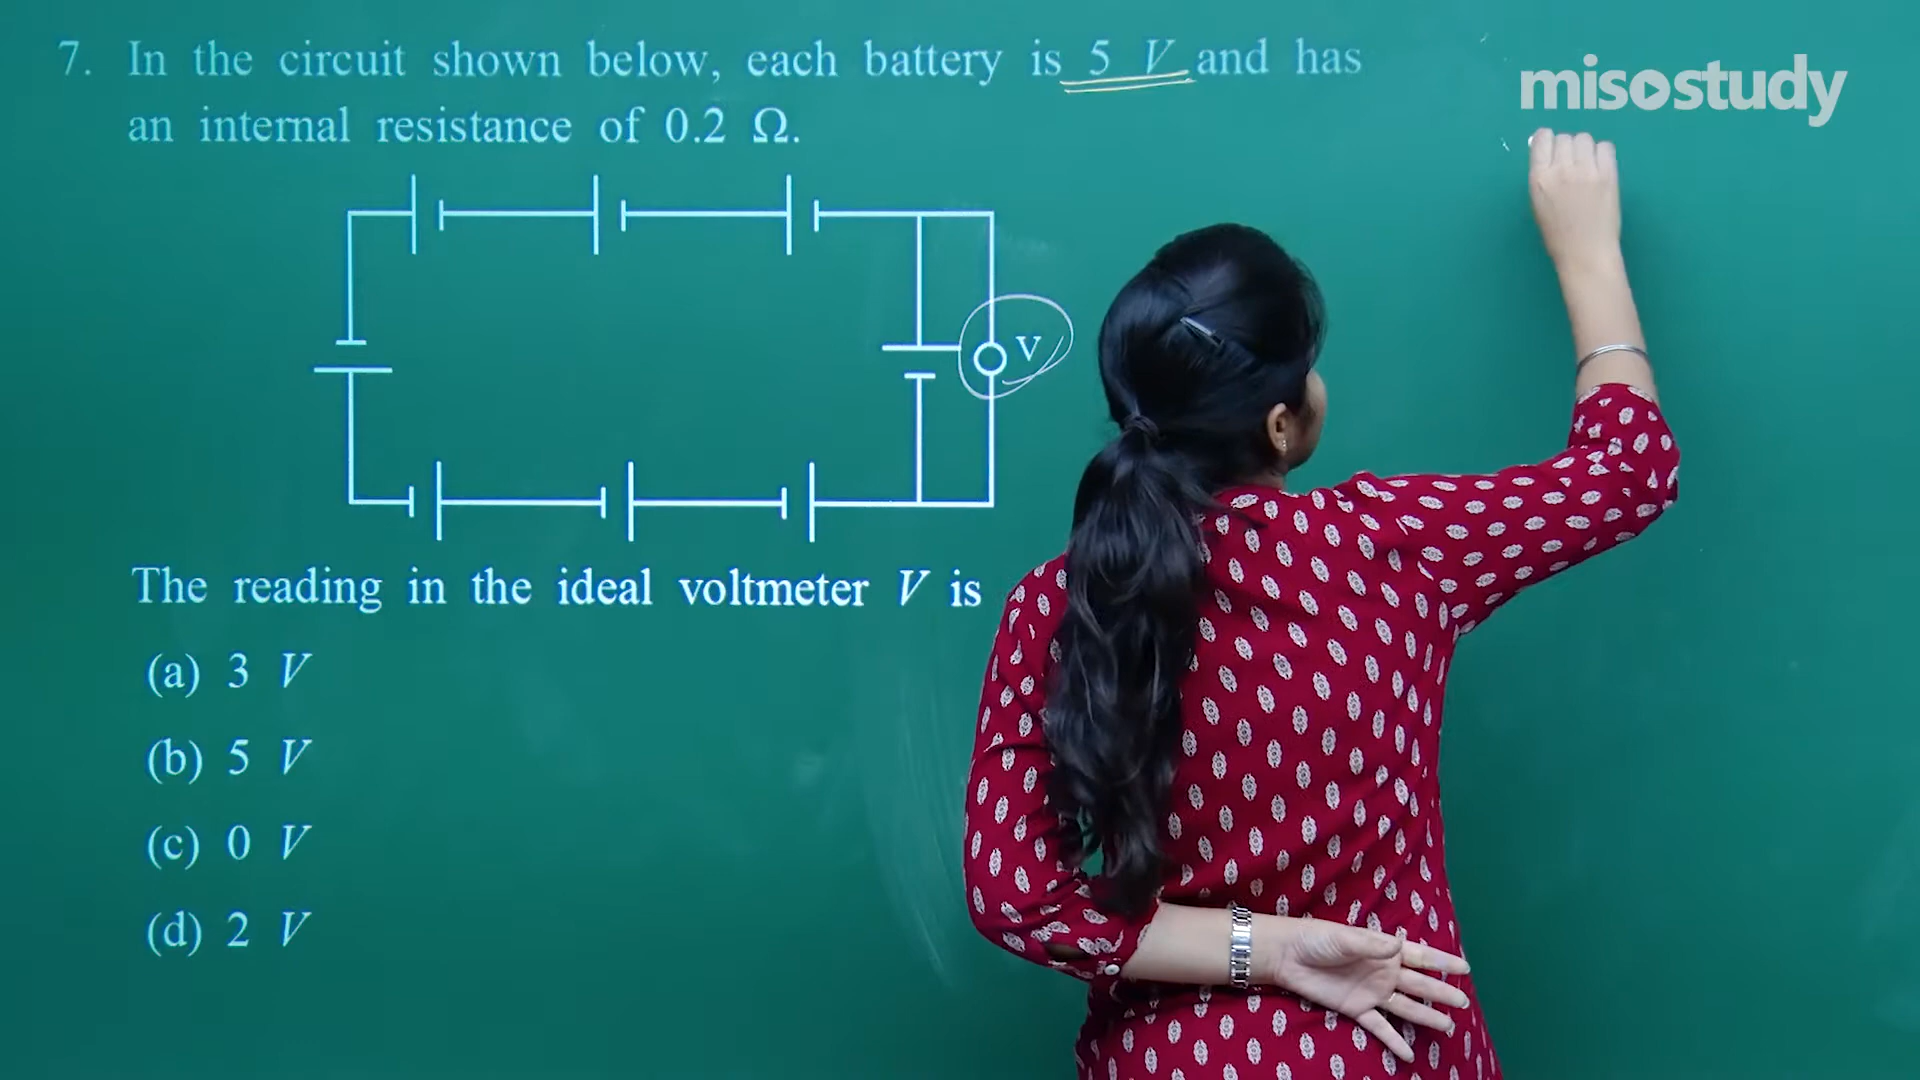 misostudy
7. In the circuit shown below, each battery is 5 V and has
an internal resistance of 0.2 Ω.
V
The reading in the ideal voltmeter V is
(a) 3 V
(b) 5 V
(c) 0 V
(d) 2 V